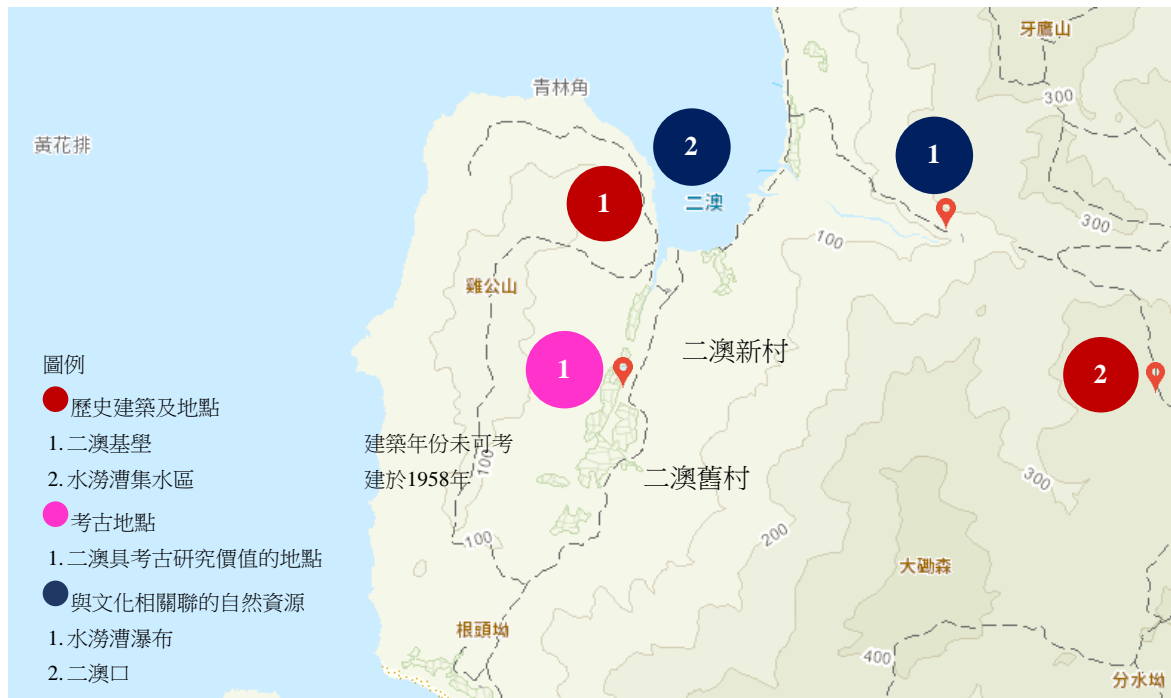 牙鷹山
青林角
300
黃花排
2
1
1
二澳
300
100
雞公山
二澳新村
圖例
1
2
歷史建築及地點
1. 二澳基壆 建築年份未可考
100
2. 水澇漕集水區 建於1958年
二澳舊村
300
考古地點
100
200
1. 二澳具考古研究價值的地點
大磡森
與文化相關聯的自然資源
根頭坳
1. 水澇漕瀑布
400
2. 二澳口
分水坳